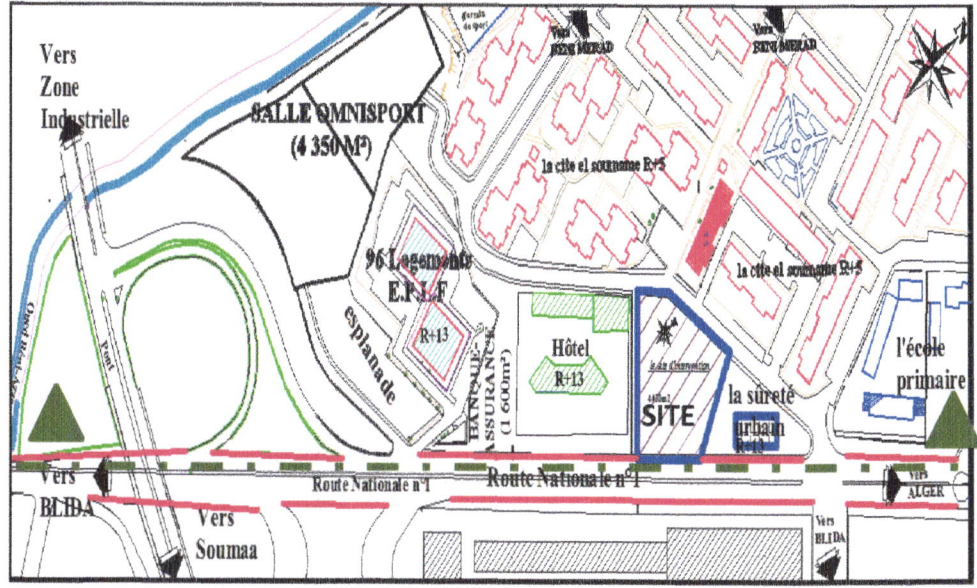 Vers
Zone
Industrielle
SALLE OMNISPORT
(4 350 M²)
Vers
BENI MERAD
Vers
BENI MERAD
la cite el sourname R+5
la cite el sourname R+5
96 Logements
E.P.L.F
R+13
esplanade
BANQUE-
ASSURANCE
(1 600m²)
Hôtel
R+13
SITE
la sûreté
urbain
R+13
l'école
primaire
Pont
Vers
BLIDA
Route Nationale n°1
Route Nationale n°1
Vers
ALGER
Vers
Soumaa
Vers
BLIDA